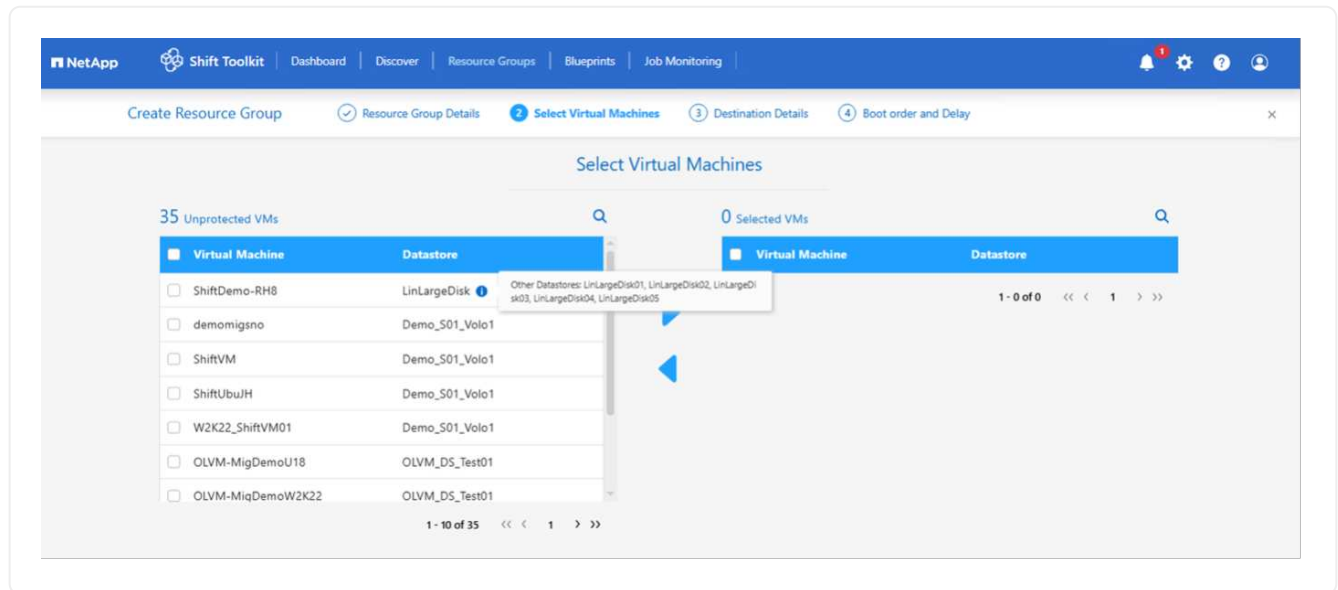 NetApp Shift Toolkit Dashboard Discover Resource Groups Blueprints Job Monitoring 1
Create Resource Group Resource Group Details 2 Select Virtual Machines 3 Destination Details 4 Boot order and Delay
Select Virtual Machines
35 Unprotected VMs
Virtual Machine Datastore
ShiftDemo-RH8 LinLargeDisk
Other Datastores: LinLargeDisk01, LinLargeDisk02, LinLargeDi
sk03, LinLargeDisk04, LinLargeDisk05
demomigsno Demo_S01_Volo1
ShiftVM Demo_S01_Volo1
ShiftUbuJH Demo_S01_Volo1
W2K22_ShiftVM01 Demo_S01_Volo1
OLVM-MigDemoU18 OLVM_DS_Test01
OLVM-MigDemoW2K22 OLVM_DS_Test01
1 - 10 of 35 << < 1 > >>
0 Selected VMs
Virtual Machine Datastore
1 - 0 of 0 << < 1 > >>